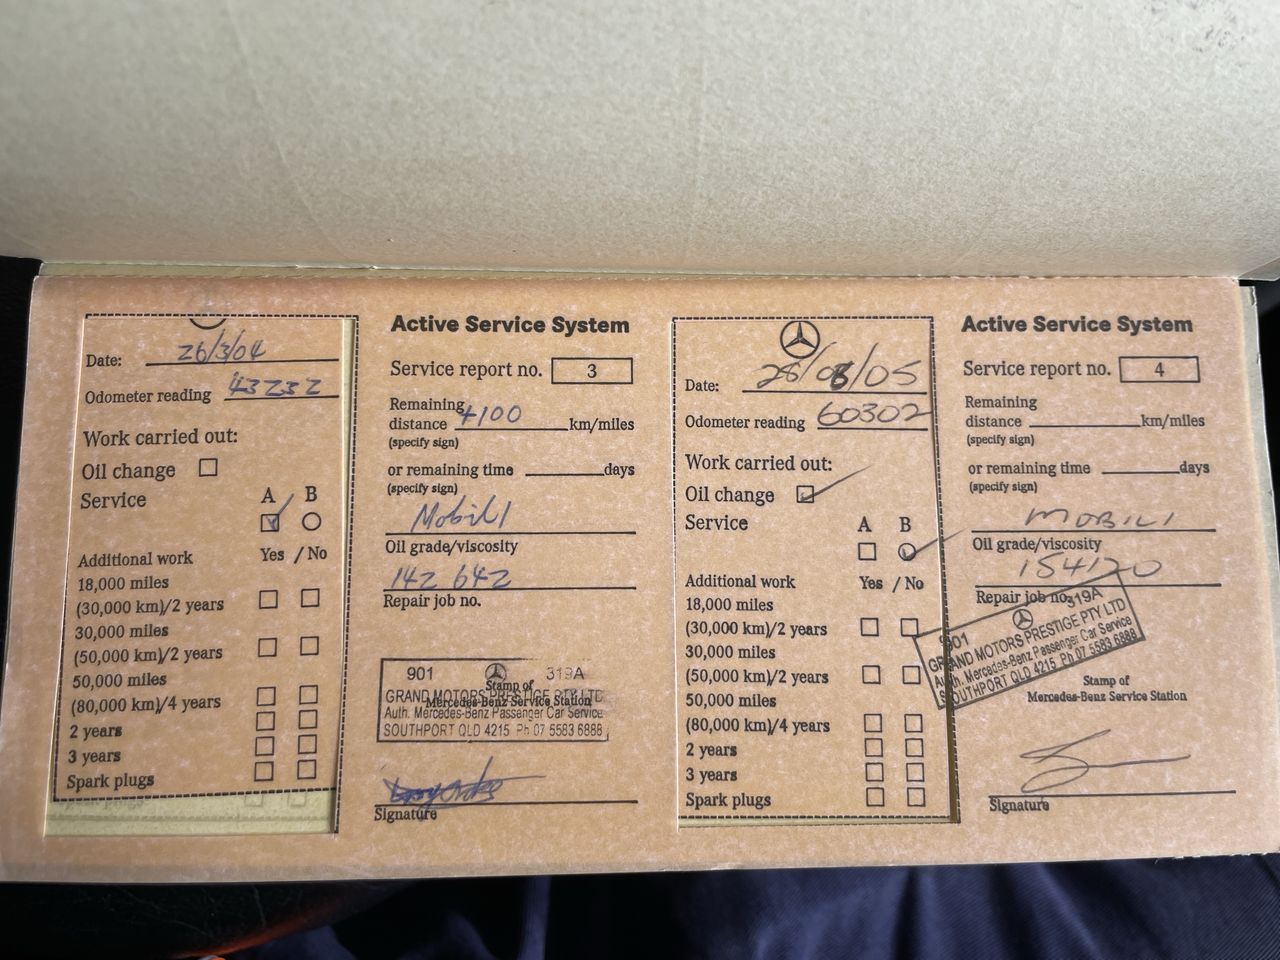 Date: 26/3/04
Odometer reading 43232
Work carried out:
Oil change
Service A B
Additional work Yes / No
18,000 miles
(30,000 km)/2 years
30,000 miles
(50,000 km)/2 years
50,000 miles
(80,000 km)/4 years
2 years
3 years
Spark plugs
Active Service System
Service report no. 3
Remaining
distance +100 km/miles
(specify sign)
or remaining time days
(specify sign)
Mobil 1
Oil grade/viscosity
142 642
Repair job no.
901 319A
GRAND MOTORS PRESTIGE PTY LTD
Stamp of
Mercedes-Benz Service Station
Auth. Mercedes-Benz Passenger Car Service
SOUTHPORT QLD 4215 Ph 07 5583 6888
Signature
Date: 28/08/05
Odometer reading 60302
Work carried out:
Oil change
Service A B
Additional work Yes / No
18,000 miles
(30,000 km)/2 years
30,000 miles
(50,000 km)/2 years
50,000 miles
(80,000 km)/4 years
2 years
3 years
Spark plugs
Active Service System
Service report no. 4
Remaining
distance km/miles
(specify sign)
or remaining time days
(specify sign)
MOBIL 1
Oil grade/viscosity
154120
Repair job no.
901 319A
GRAND MOTORS PRESTIGE PTY LTD
Auth. Mercedes-Benz Passenger Car Service
SOUTHPORT QLD 4215 Ph 07 5583 6888
Stamp of
Mercedes-Benz Service Station
Signature